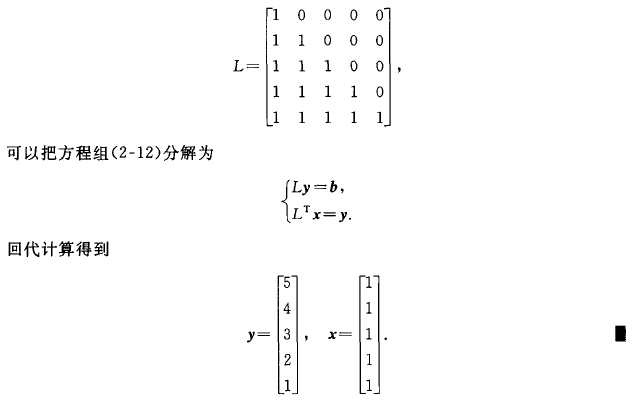 L=
1 0 0 0 0
1 1 0 0 0
1 1 1 0 0
1 1 1 1 0
1 1 1 1 1
,
可以把方程组(2-12)分解为
Ly=b,
L^T x=y.
回代计算得到
y=
5
4
3
2
1
, x=
1
1
1
1
1
.